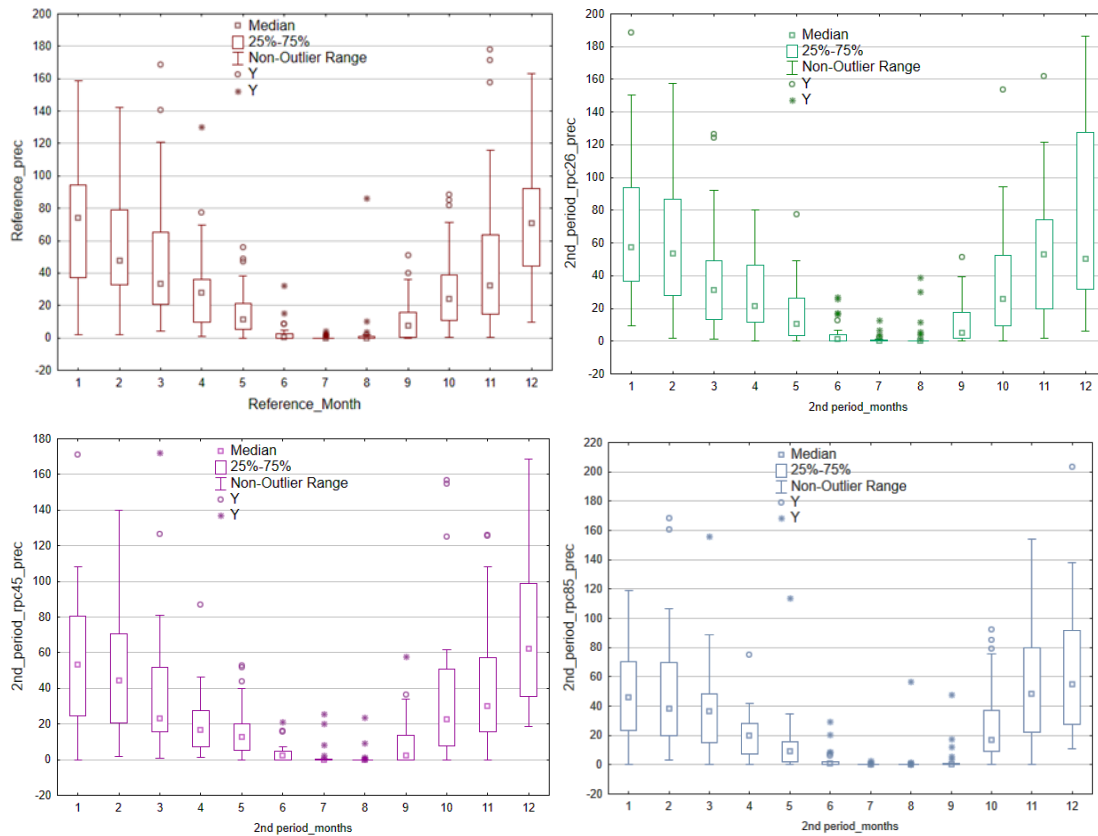 Reference_prec
200
180
160
140
120
100
80
60
40
20
0
-20
Median
25%-75%
Non-Outlier Range
Y
Y
1 2 3 4 5 6 7 8 9 10 11 12
Reference_Month
2nd_period_rpc26_prec
200
180
160
140
120
100
80
60
40
20
0
-20
Median
25%-75%
Non-Outlier Range
Y
Y
1 2 3 4 5 6 7 8 9 10 11 12
2nd period_months
2nd_period_rpc45_prec
180
160
140
120
100
80
60
40
20
0
-20
Median
25%-75%
Non-Outlier Range
Y
Y
1 2 3 4 5 6 7 8 9 10 11 12
2nd period_months
2nd_period_rpc85_prec
220
200
180
160
140
120
100
80
60
40
20
0
-20
Median
25%-75%
Non-Outlier Range
Y
Y
1 2 3 4 5 6 7 8 9 10 11 12
2nd period_months